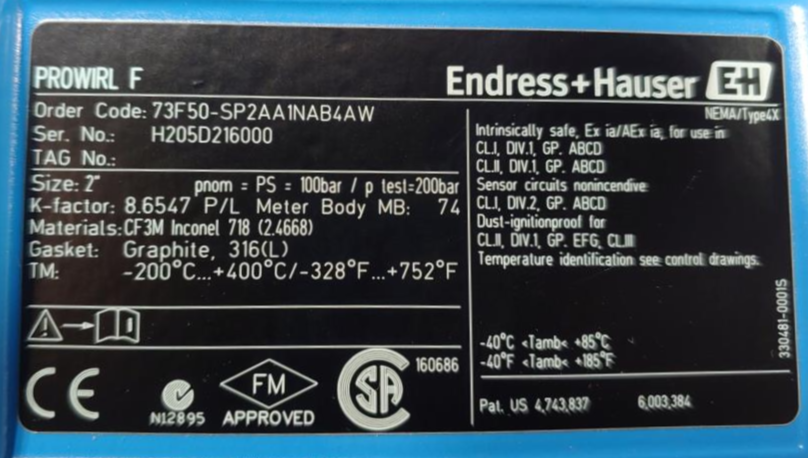 PROWIRL F
Endress+Hauser EH
NEMA/Type4X
Order Code: 73F50-SP2AA1NAB4AW
Ser. No.: H205D216000
TAG No.:
Size: 2" pnom = PS = 100bar / p test=200bar
K-factor: 8.6547 P/L Meter Body MB: 74
Materials: CF3M Inconel 718 (2.4668)
Gasket: Graphite, 316(L)
TM: -200°C...+400°C/-328°F...+752°F
Intrinsically safe, Ex ia/AEx ia, for use in
CL.I, DIV.1, GP. ABCD
CL.II, DIV.1, GP. ABCD
Sensor circuits nonincendive
CL.I, DIV.2, GP. ABCD
Dust-ignitionproof for
CL.II, DIV.1, GP. EFG, CL.III
Temperature identification see control drawings.
-40°C <Tamb< +85°C
-40°F <Tamb< +185°F
330481-0001S
CE
N12895
FM
APPROVED
CSA
160686
Pat. US 4,743,837 6,003,384